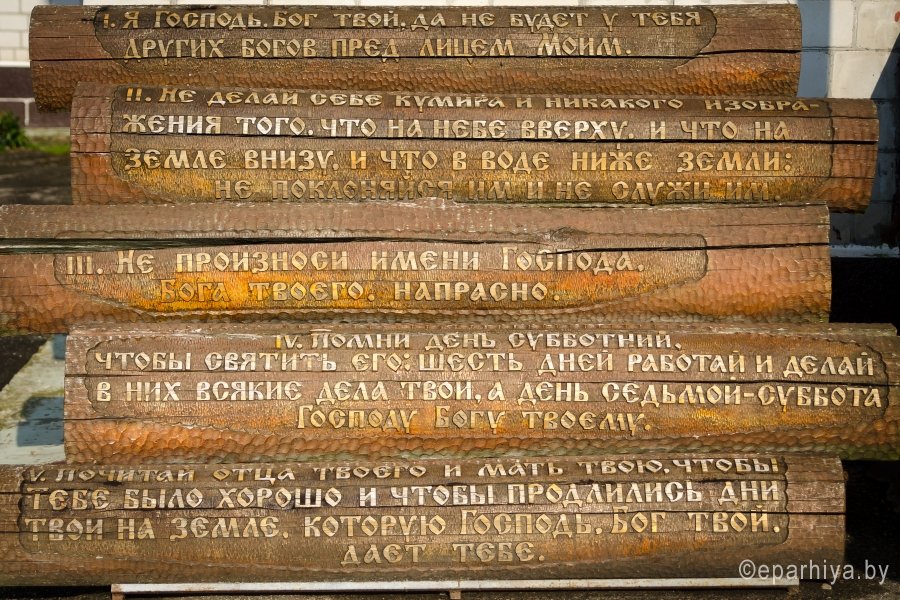 I. Я Господь, Бог твой, да не будет у тебя
других богов пред лицем Моим.
II. Не делай себе кумира и никакого изобра-
жения того, что на небе вверху, и что на
земле внизу, и что в воде ниже земли;
не поклоняйся им и не служи им.
III. Не произноси имени Господа,
Бога твоего, напрасно.
IV. Помни день субботний,
чтобы святить его: шесть дней работай и делай
в них всякие дела твои, а день седьмой-суббота
Господу Богу твоему.
V. Почитай отца твоего и мать твою, чтобы
тебе было хорошо и чтобы продлились дни
твои на земле, которую Господь, Бог твой,
дает тебе.
©eparhiya.by